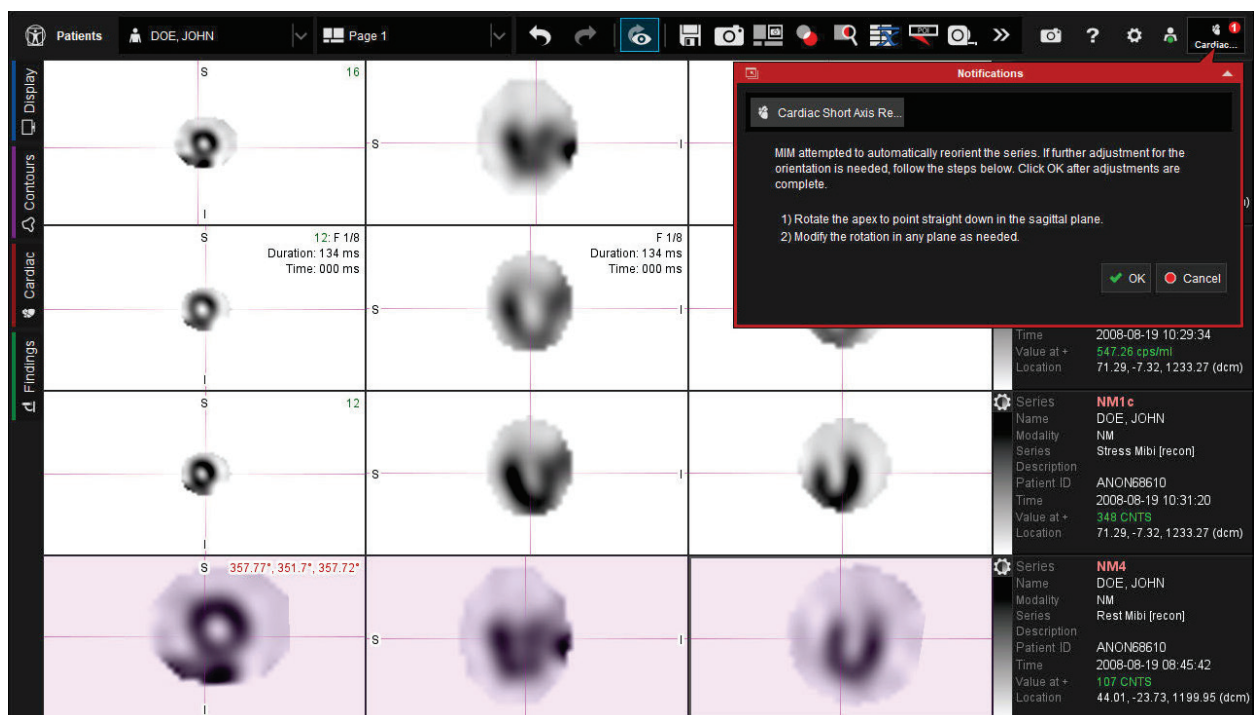 Patients
DOE, JOHN
Page 1
POI
1
Cardiac...
Display
Contours
Cardiac
Findings
Notifications
Cardiac Short Axis Re...
MIM attempted to automatically reorient the series. If further adjustment for the
orientation is needed, follow the steps below. Click OK after adjustments are
complete.
1) Rotate the apex to point straight down in the sagittal plane.
2) Modify the rotation in any plane as needed.
OK
Cancel
S
16
I
S
I
S
12: F 1/8
Duration: 134 ms
Time: 000 ms
I
S
F 1/8
Duration: 134 ms
Time: 000 ms
I
Time 2008-08-19 10:29:34
Value at + 547.26 cps/ml
Location 71.29, -7.32, 1233.27 (dcm)
S
12
I
S
I
Series NM1c
Name DOE, JOHN
Modality NM
Series Stress Mibi [recon]
Description
Patient ID ANON68610
Time 2008-08-19 10:31:20
Value at + 348 CNTS
Location 71.29, -7.32, 1233.27 (dcm)
S
357.77°, 351.7°, 357.72°
I
S
I
Series NM4
Name DOE, JOHN
Modality NM
Series Rest Mibi [recon]
Description
Patient ID ANON68610
Time 2008-08-19 08:45:42
Value at + 107 CNTS
Location 44.01, -23.73, 1199.95 (dcm)